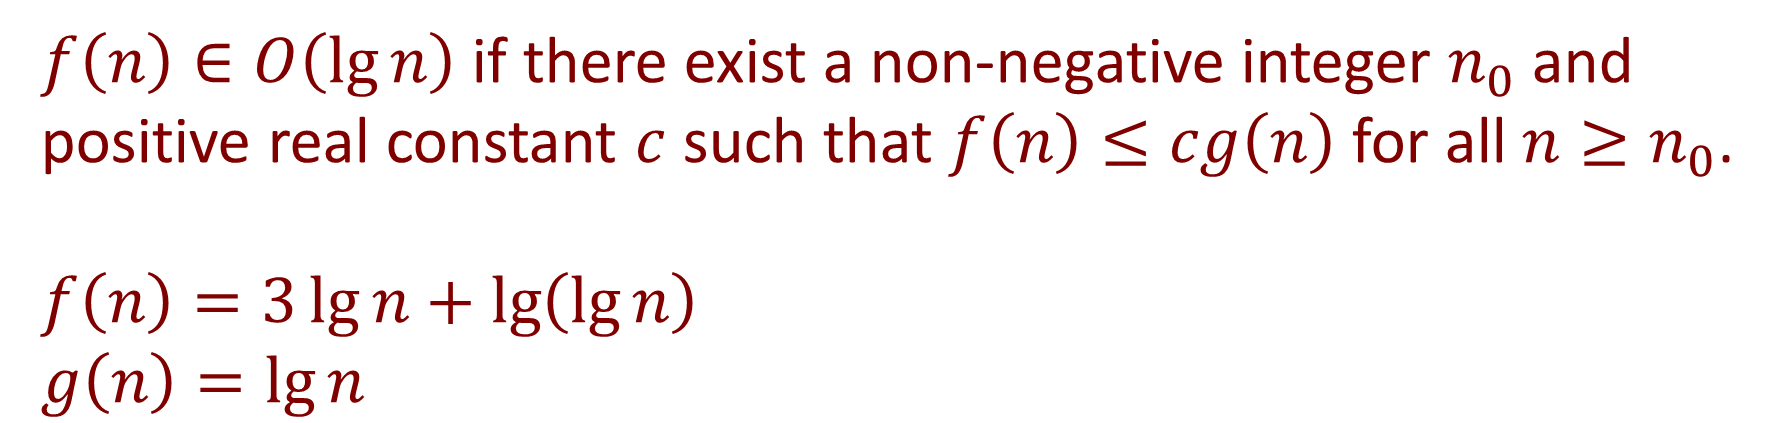 f(n) ∈ O(lg n) if there exist a non-negative integer n₀ and
positive real constant c such that f(n) ≤ cg(n) for all n ≥ n₀.
f(n) = 3 lg n + lg(lg n)
g(n) = lg n